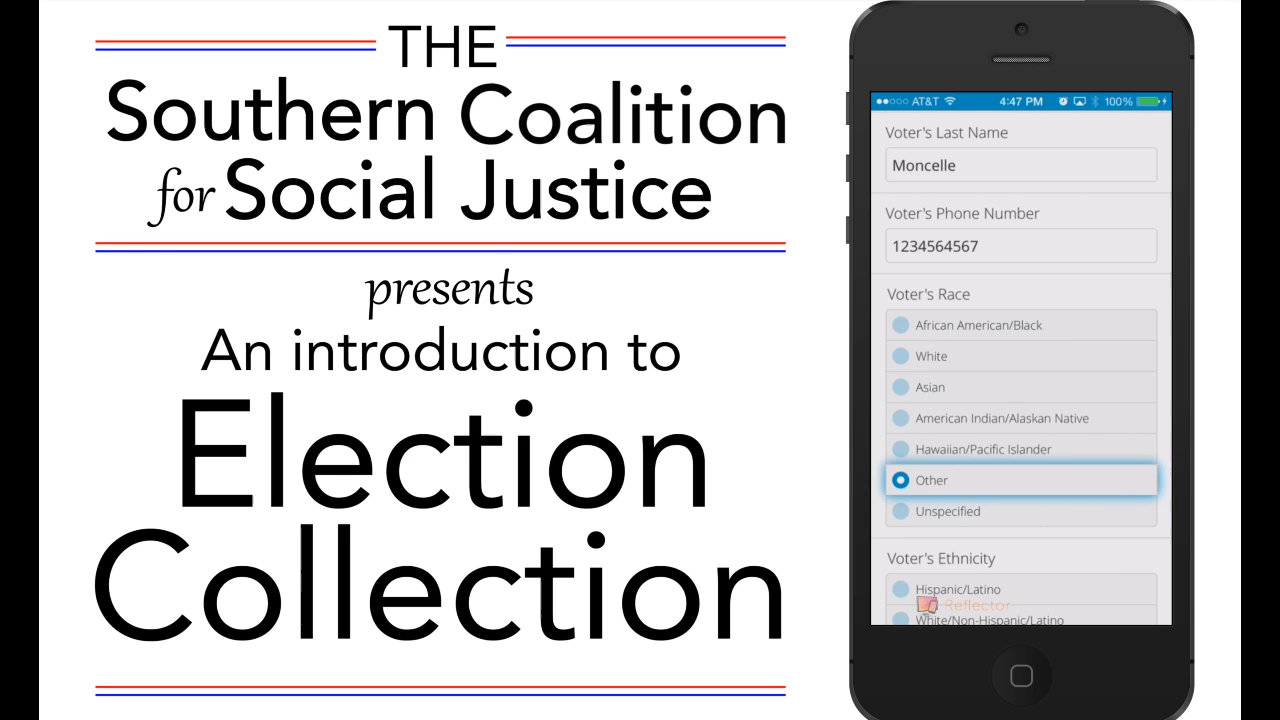 THE
Southern Coalition
for Social Justice
presents
An introduction to
Election
Collection
AT&T 4:47 PM 100%
Voter's Last Name
Moncelle
Voter's Phone Number
1234564567
Voter's Race
African American/Black
White
Asian
American Indian/Alaskan Native
Hawaiian/Pacific Islander
Other
Unspecified
Voter's Ethnicity
Hispanic/Latino
Reflector
White/Non-Hispanic/Latino